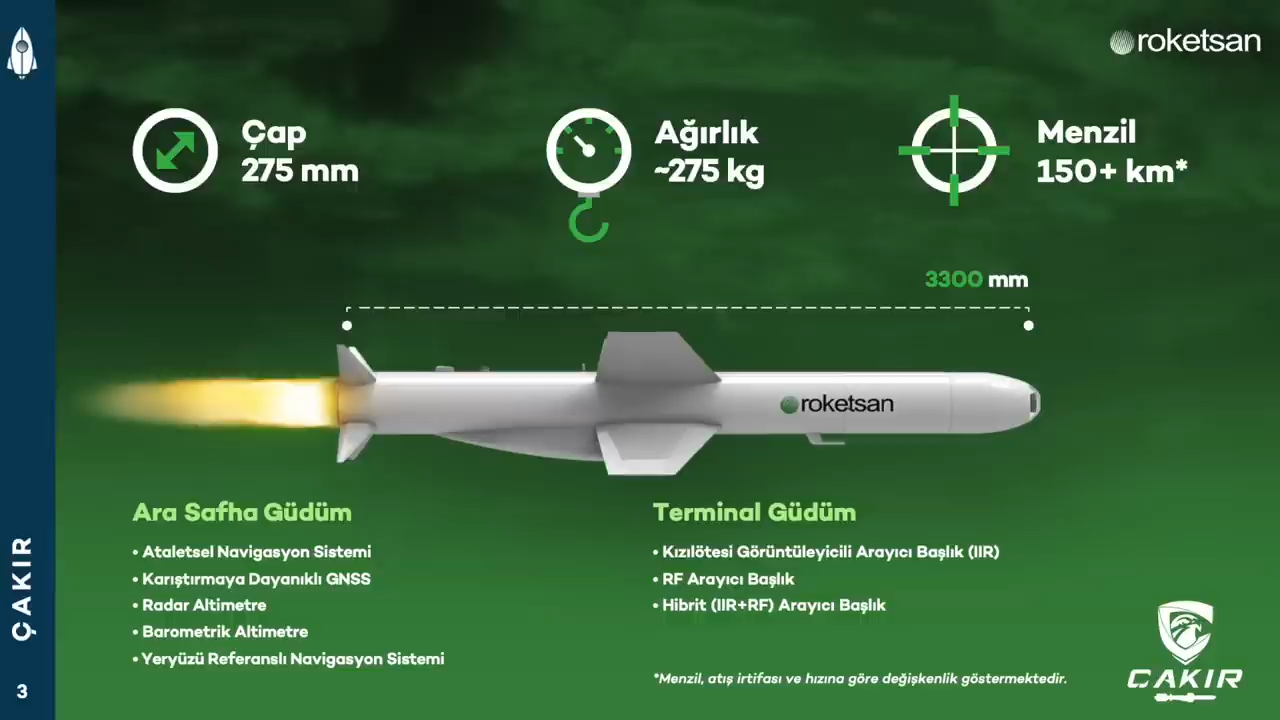 roketsan
Çap
275 mm
Ağırlık
~275 kg
Menzil
150+ km*
3300 mm
roketsan
Ara Safha Güdüm
• Ataletsel Navigasyon Sistemi
• Karıştırmaya Dayanıklı GNSS
• Radar Altimetre
• Barometrik Altimetre
• Yeryüzü Referanslı Navigasyon Sistemi
Terminal Güdüm
• Kızılötesi Görüntüleyicili Arayıcı Başlık (IIR)
• RF Arayıcı Başlık
• Hibrit (IIR+RF) Arayıcı Başlık
*Menzil, atış irtifası ve hızına göre değişkenlik göstermektedir.
ÇAKIR
ÇAKIR
3